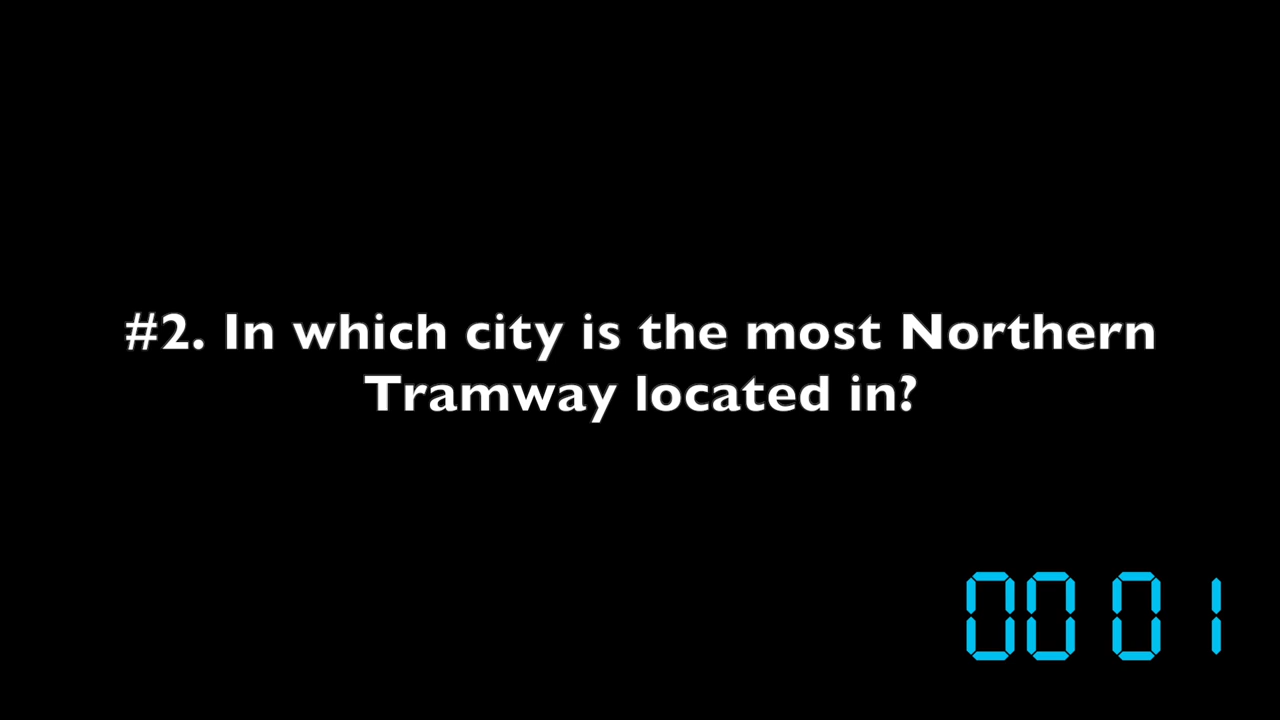 #2. In which city is the most Northern
Tramway located in?
00 01